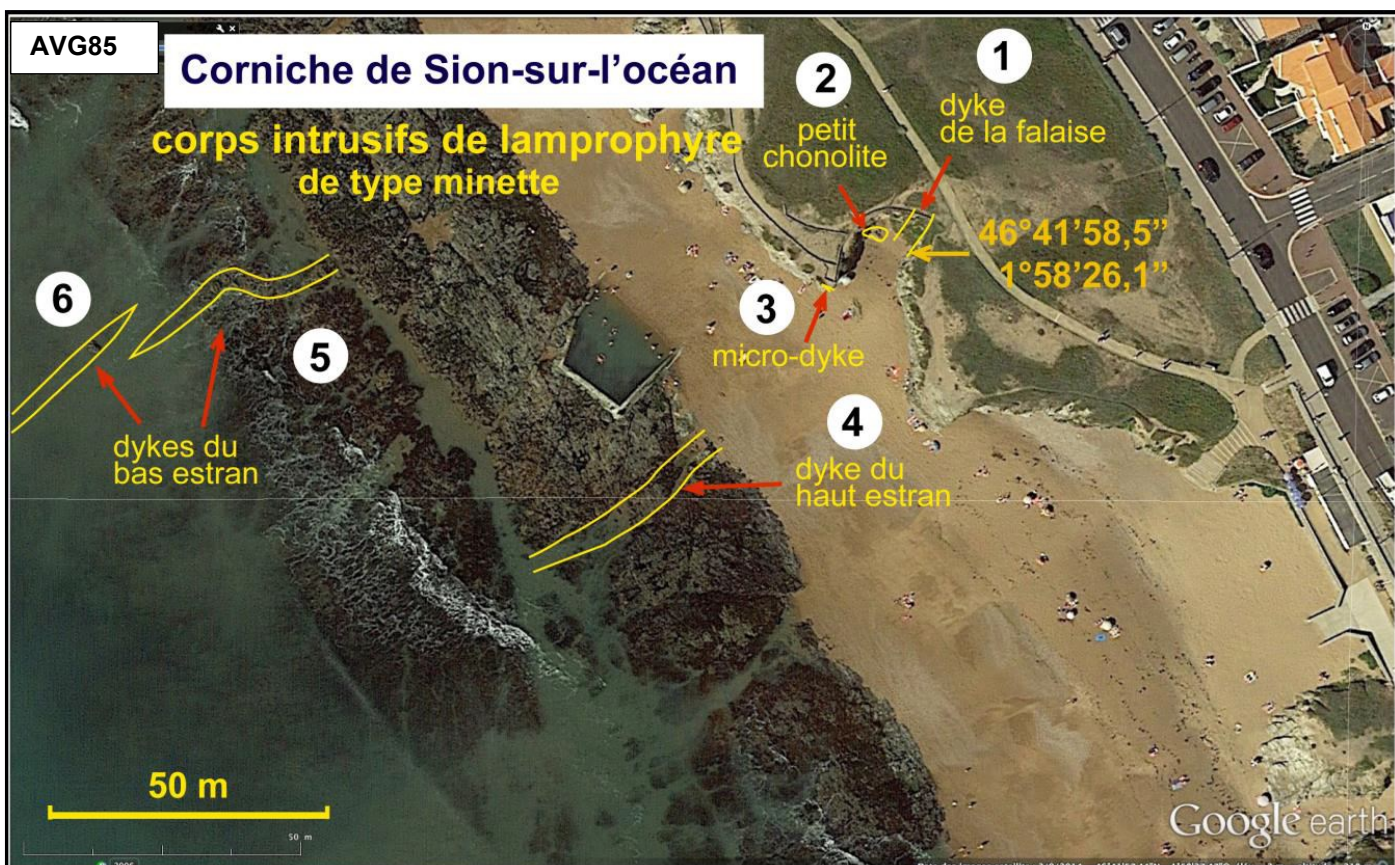 AVG85
Corniche de Sion-sur-l’océan
corps intrusifs de lamprophyre
de type minette
1
dyke
de la falaise
2
petit
chonolite
46°41’58,5”
1°58’26,1”
3
micro-dyke
4
dyke du
haut estran
5
6
dykes du
bas estran
50 m
50 m
2006
Google earth